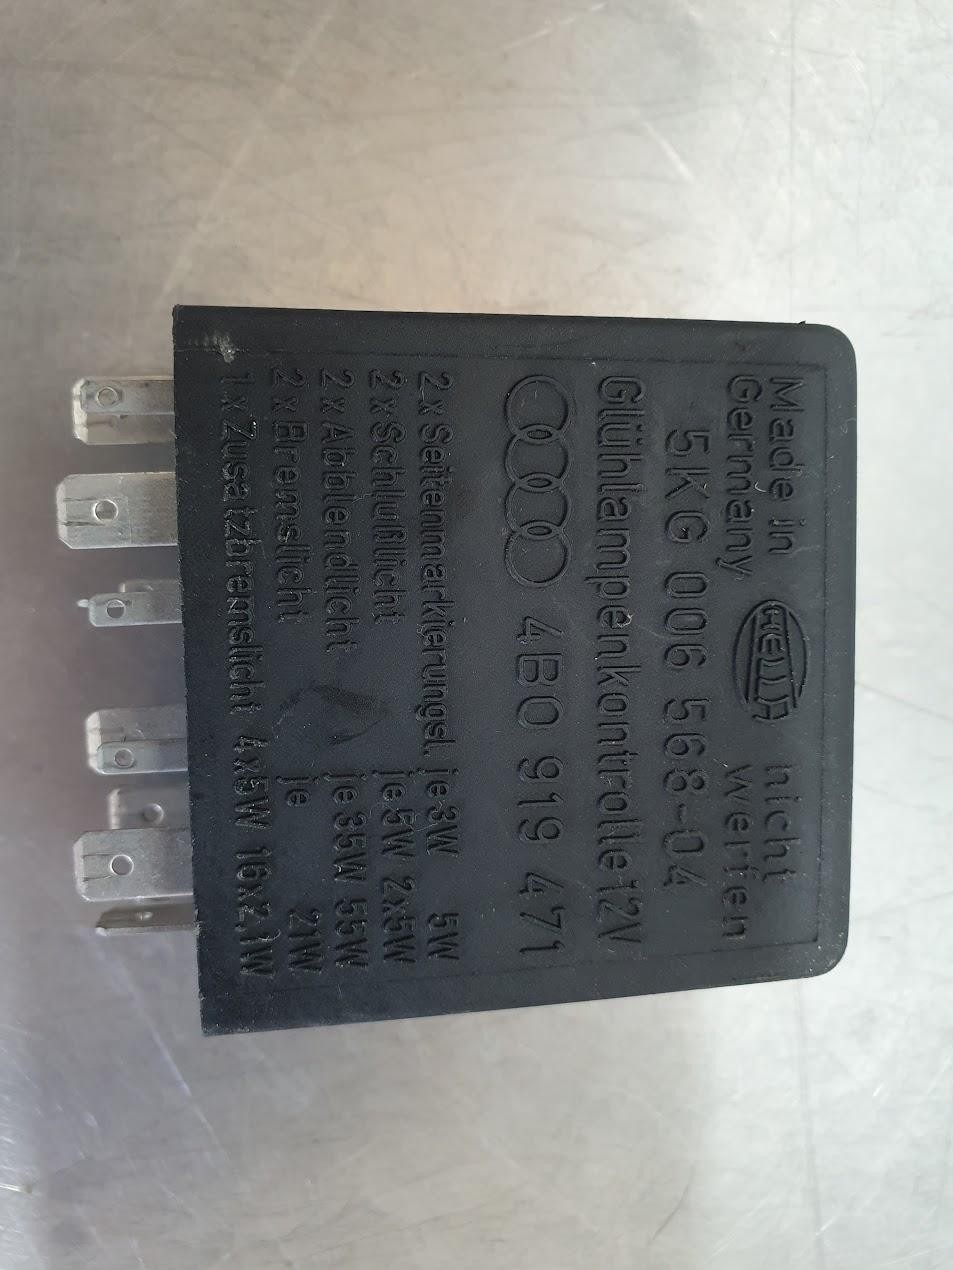 Made in
Germany
HELLA
nicht
werfen
5KG 006 568-04
Glühlampenkontrolle 12V
4B0 919 471
2 x Seitenmarkierungsl. je 3W 5W
2 x Schlußlicht je 5W 2x5W
2 x Abblendlicht je 35W 55W
2 x Bremslicht je 21W
1 x Zusatzbremslicht 4x5W 16x2,1W